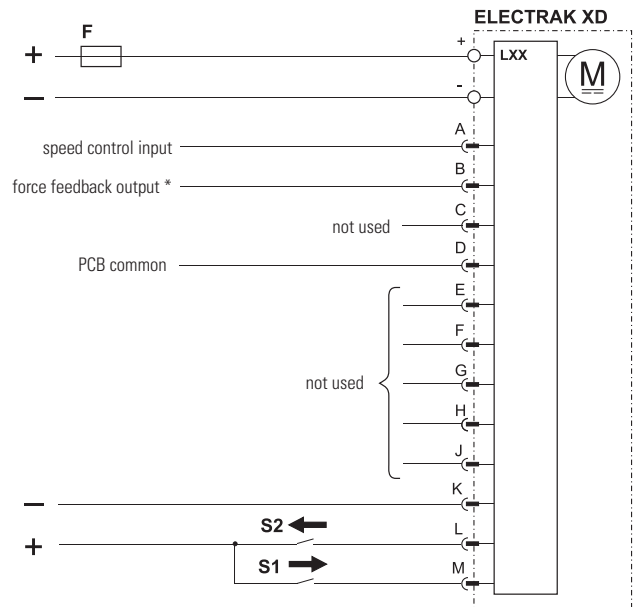 ELECTRAK XD
F
+
+
LXX
M
–
-
A
speed control input
B
force feedback output *
C
not used
D
PCB common
E
F
G
not used
H
J
K
–
S2
L
+
S1
M